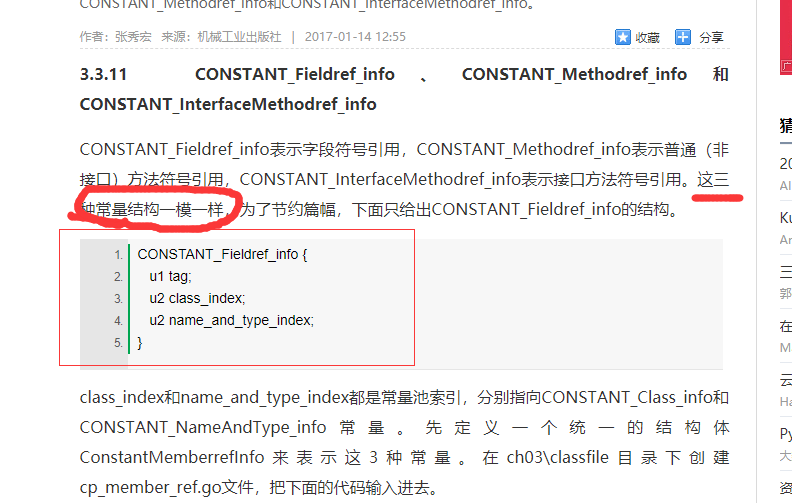 CONSTANT_Methodref_info和CONSTANT_InterfaceMethodref_info。
作者：张秀宏 来源：机械工业出版社 | 2017-01-14 12:55
收藏 分享
3.3.11 CONSTANT_Fieldref_info 、 CONSTANT_Methodref_info 和
CONSTANT_InterfaceMethodref_info
CONSTANT_Fieldref_info表示字段符号引用，CONSTANT_Methodref_info表示普通（非
接口）方法符号引用，CONSTANT_InterfaceMethodref_info表示接口方法符号引用。这三
种常量结构一模一样，为了节约篇幅，下面只给出CONSTANT_Fieldref_info的结构。
1. CONSTANT_Fieldref_info {
2. u1 tag;
3. u2 class_index;
4. u2 name_and_type_index;
5. }
class_index和name_and_type_index都是常量池索引，分别指向CONSTANT_Class_info和
CONSTANT_NameAndType_info 常量。先定义一个统一的结构体
ConstantMemberrefInfo来表示这3种常量。在ch03\classfile目录下创建
cp_member_ref.go文件，把下面的代码输入进去。
猜
20
Al
Ku
Ar
三
郭
在
M
云
Ha
Py
大
资